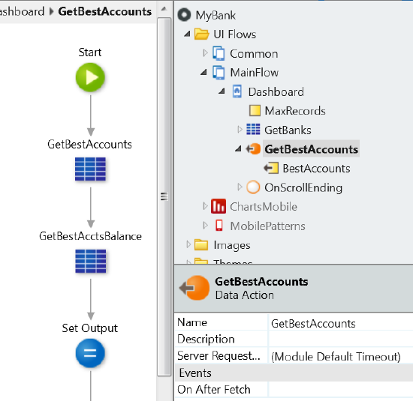 ashboard ▸ GetBestAccounts
Start
GetBestAccounts
GetBestAcctsBalance
Set Output
MyBank
UI Flows
Common
MainFlow
Dashboard
MaxRecords
GetBanks
GetBestAccounts
BestAccounts
OnScrollEnding
ChartsMobile
MobilePatterns
Images
Themes
GetBestAccounts
Data Action
Name GetBestAccounts
Description
Server Request... (Module Default Timeout)
Events
On After Fetch